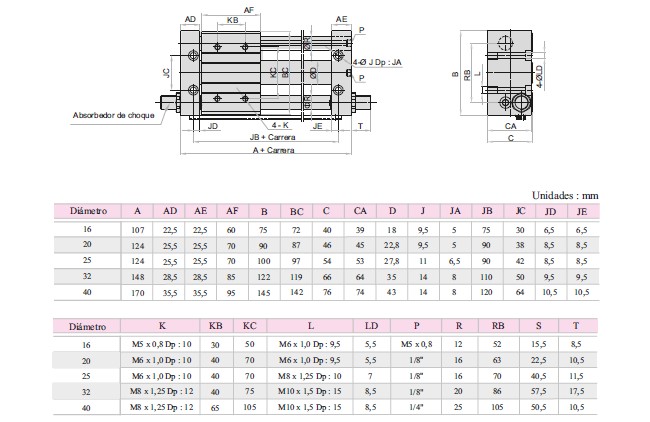 AF
AD KB AE
P
ØR
4-Ø J Dp : JA
JC KC BC ØD
P
B RB L 4-ØLD
Absorbedor de choque
JD 4 - K JE T
JB + Carrera
A + Carrera
CA
C
Unidades : mm
Diámetro A AD AE AF B BC C CA D J JA JB JC JD JE
16 107 22,5 22,5 60 75 72 40 39 18 9,5 5 75 30 6,5 6,5
20 124 25,5 25,5 70 90 87 46 45 22,8 9,5 5 90 38 8,5 8,5
25 124 25,5 25,5 70 100 97 54 53 27,8 11 6,5 90 42 8,5 8,5
32 148 28,5 28,5 85 122 119 66 64 35 14 8 110 50 9,5 9,5
40 170 35,5 35,5 95 145 142 76 74 43 14 8 120 64 10,5 10,5
Diámetro K KB KC L LD P R RB S T
16 M5 x 0,8 Dp : 10 30 50 M6 x 1,0 Dp : 9,5 5,5 M5 x 0,8 12 52 15,5 8,5
20 M6 x 1,0 Dp : 10 40 70 M6 x 1,0 Dp : 9,5 5,5 1/8" 16 63 22,5 10,5
25 M6 x 1,0 Dp : 10 40 70 M8 x 1,25 Dp : 10 7 1/8" 16 70 40,5 11,5
32 M8 x 1,25 Dp : 12 40 75 M10 x 1,5 Dp : 15 8,5 1/8" 20 86 57,5 17,5
40 M8 x 1,25 Dp : 12 65 105 M10 x 1,5 Dp : 15 8,5 1/4" 25 105 50,5 10,5